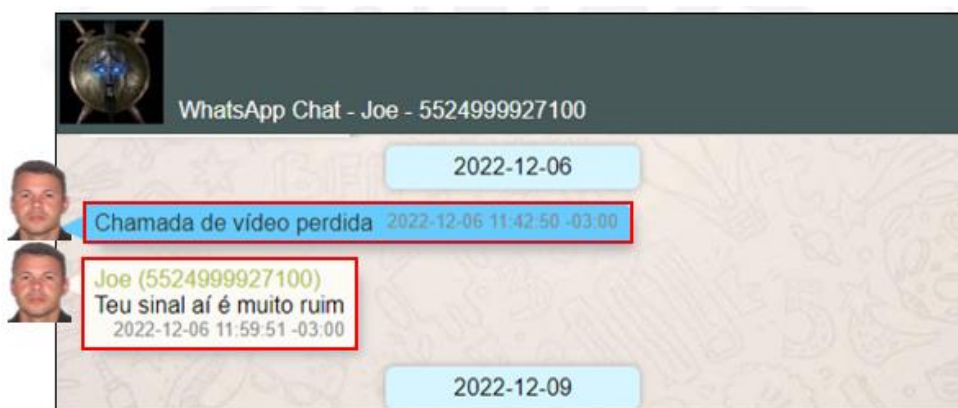 WhatsApp Chat - Joe - 5524999927100
2022-12-06
Chamada de vídeo perdida 2022-12-06 11:42:50 -03:00
Joe (5524999927100)
Teu sinal aí é muito ruim
2022-12-06 11:59:51 -03:00
2022-12-09